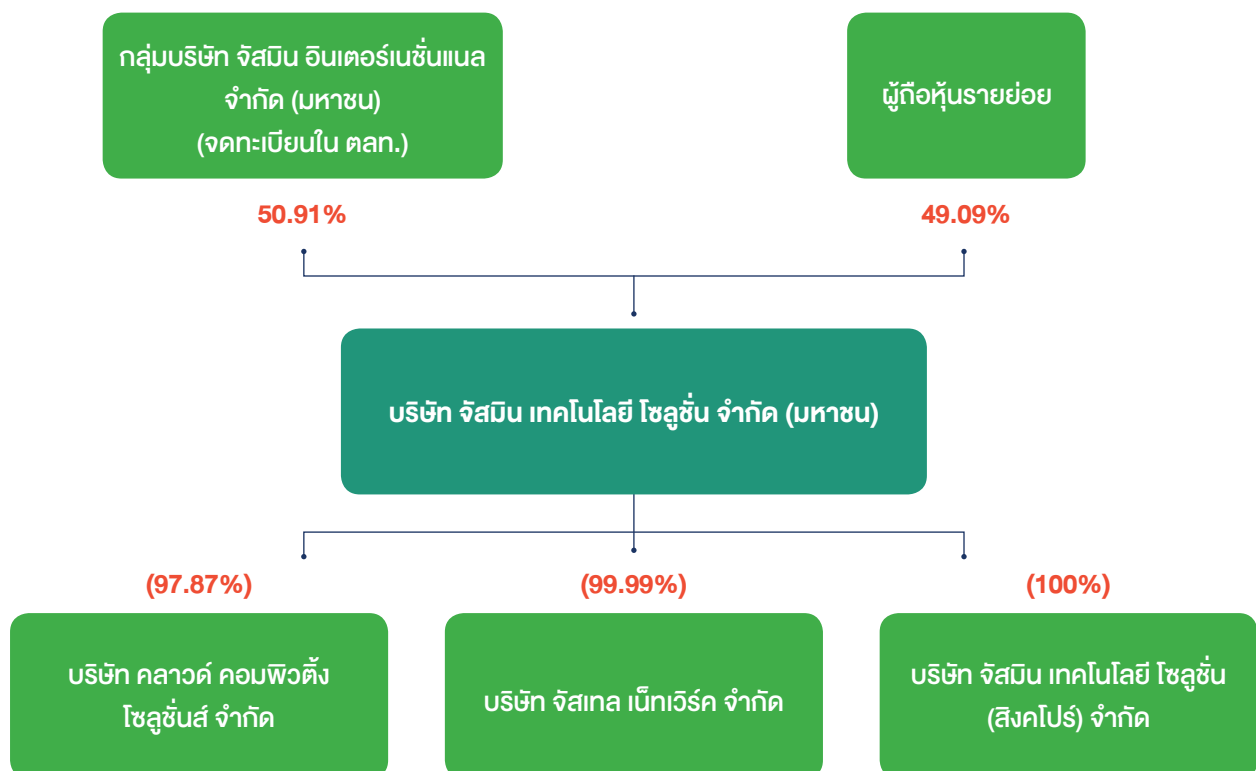 กลุ่มบริษัท จัสมิน อินเตอร์เนชั่นแนล
จำกัด (มหาชน)
(จดทะเบียนใน ตลท.)
ผู้ถือหุ้นรายย่อย
50.91%
49.09%
บริษัท จัสมิน เทคโนโลยี โซลูชั่น จำกัด (มหาชน)
(97.87%)
(99.99%)
(100%)
บริษัท คลาวด์ คอมพิวติ้ง
โซลูชั่นส์ จำกัด
บริษัท จัสเทล เน็ทเวิร์ค จำกัด
บริษัท จัสมิน เทคโนโลยี โซลูชั่น
(สิงคโปร์) จำกัด